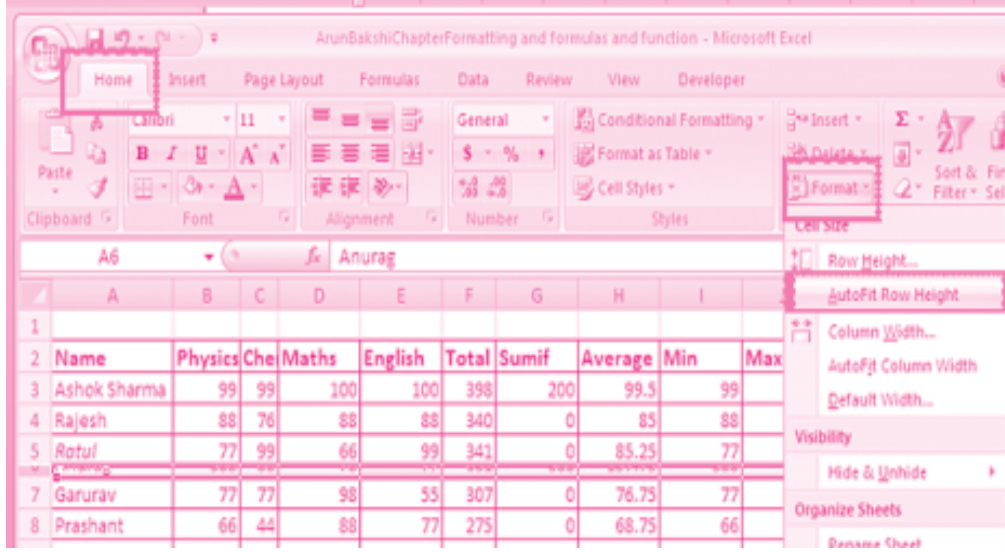 ArunBakshiChapterFormatting and formulas and function - Microsoft Excel
Home Insert Page Layout Formulas Data Review View Developer
Calibri 11 General Conditional Formatting Insert Σ
Paste B I U A A $ % , Format as Table Delete Sort & Filter
A Cell Styles Format
Clipboard Font Alignment Number Styles
Cell Size
A6 fx Anurag
Row Height...
AutoFit Row Height
Column Width...
AutoFit Column Width
Default Width...
Visibility
Hide & Unhide
Organize Sheets
Rename Sheet
A B C D E F G H I
1
2 Name Physics Che Maths English Total Sumif Average Min Max
3 Ashok Sharma 99 99 100 100 398 200 99.5 99
4 Rajesh 88 76 88 88 340 0 85 88
5 Ratul 77 99 66 99 341 0 85.25 77
7 Garurav 77 77 98 55 307 0 76.75 77
8 Prashant 66 44 88 77 275 0 68.75 66